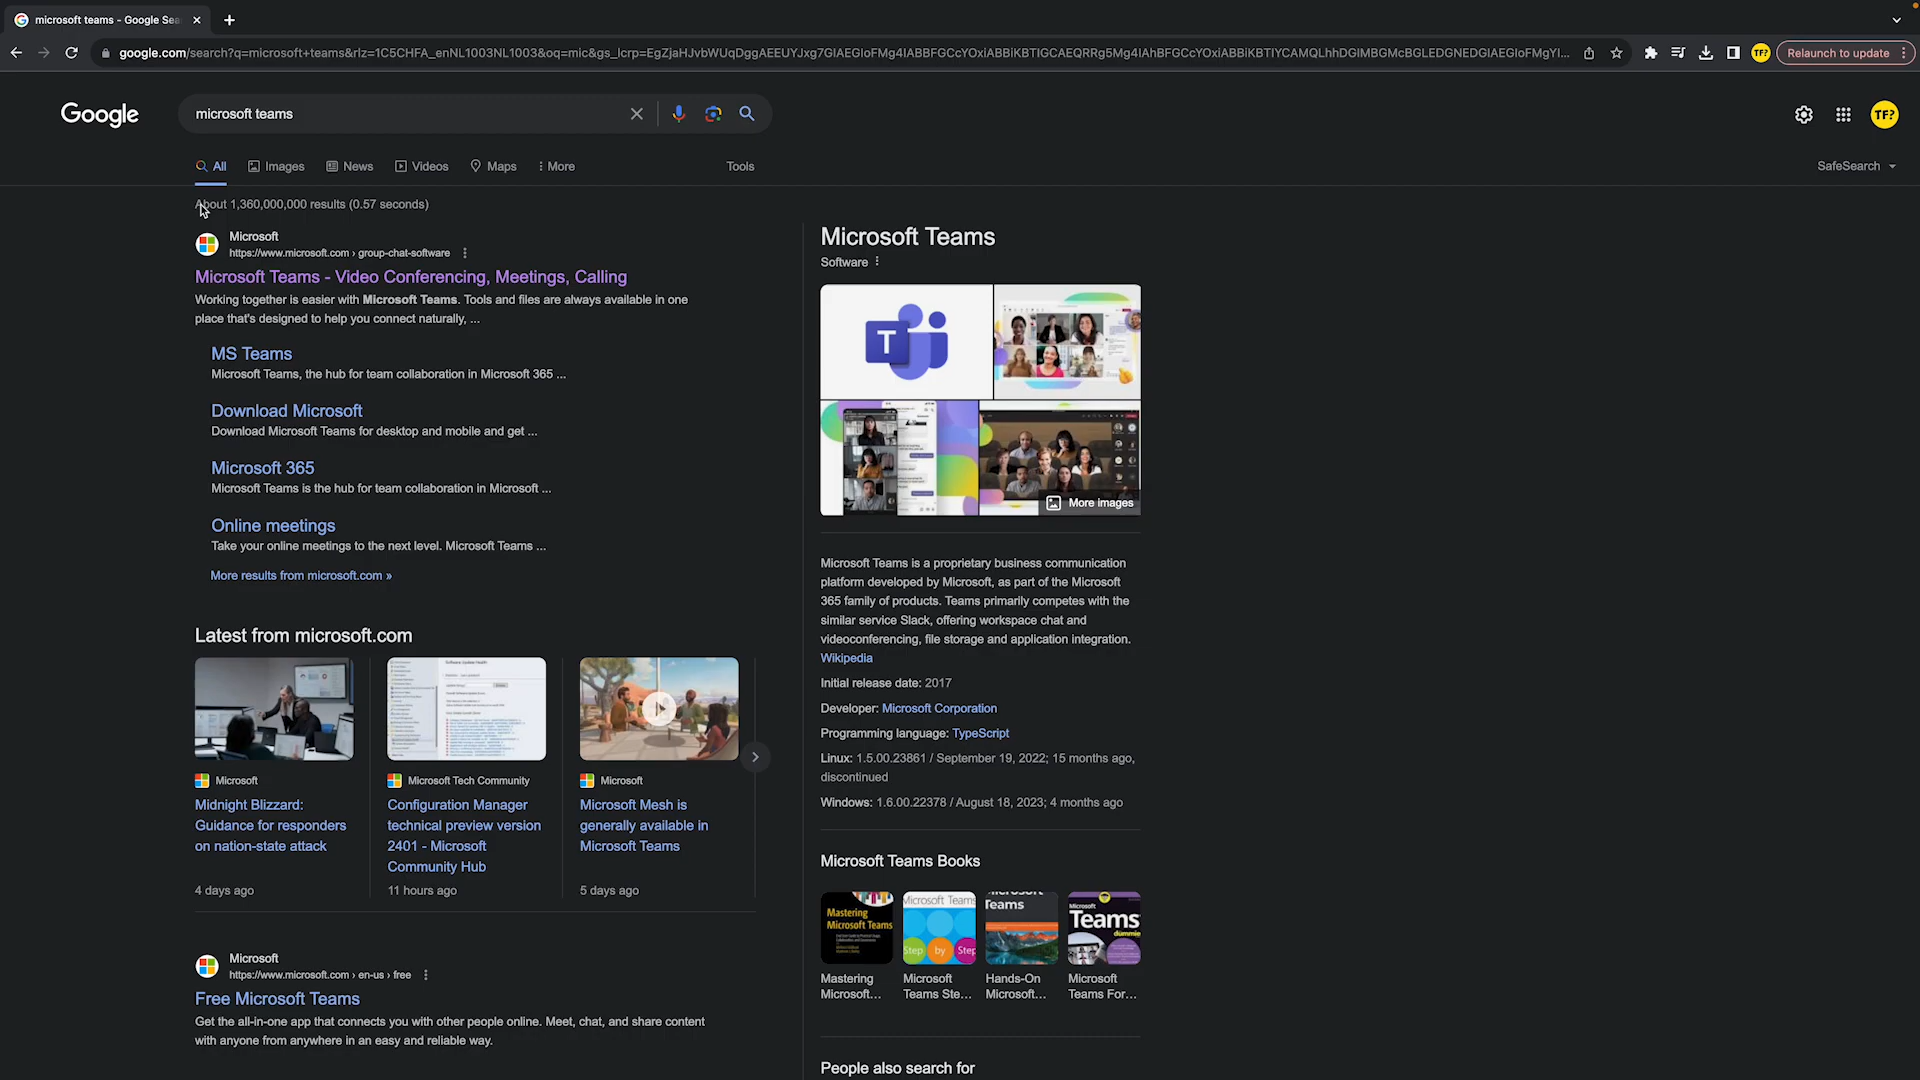 microsoft teams - Google Sea
google.com/search?q=microsoft+teams&rlz=1C5CHFA_enNL1003NL1003&oq=mic&gs_lcrp=
TF?
Relaunch to update
Google
microsoft teams
TF?
All
Images
News
Videos
Maps
More
Tools
SafeSearch
About 1,360,000,000 results (0.57 seconds)
Microsoft
https://www.microsoft.com › group-chat-software
Microsoft Teams - Video Conferencing, Meetings, Calling
Working together is easier with Microsoft Teams. Tools and files are always available in one
place that's designed to help you connect naturally, ...
MS Teams
Microsoft Teams, the hub for team collaboration in Microsoft 365 ...
Download Microsoft
Download Microsoft Teams for desktop and mobile and get ...
Microsoft 365
Microsoft Teams is the hub for team collaboration in Microsoft ...
Online meetings
Take your online meetings to the next level. Microsoft Teams ...
More results from microsoft.com »
Latest from microsoft.com
Microsoft
Midnight Blizzard:
Guidance for responders
on nation-state attack
4 days ago
Microsoft Tech Community
Configuration Manager
technical preview version
2401 - Microsoft
Community Hub
11 hours ago
Microsoft
Microsoft Mesh is
generally available in
Microsoft Teams
5 days ago
Microsoft
https://www.microsoft.com › en-us › free
Free Microsoft Teams
Get the all-in-one app that connects you with other people online. Meet, chat, and share content
with anyone from anywhere in an easy and reliable way.
Microsoft Teams
Software
T
More images
Microsoft Teams is a proprietary business communication
platform developed by Microsoft, as part of the Microsoft
365 family of products. Teams primarily competes with the
similar service Slack, offering workspace chat and
videoconferencing, file storage and application integration.
Wikipedia
Initial release date: 2017
Developer: Microsoft Corporation
Programming language: TypeScript
Linux: 1.5.00.23861 / September 19, 2022; 15 months ago,
discontinued
Windows: 1.6.00.22378 / August 18, 2023; 4 months ago
Microsoft Teams Books
Mastering
Microsoft Teams
Microsoft Teams
Step by Step
Teams
Microsoft
Teams
dummies
Mastering
Microsoft...
Microsoft
Teams Ste...
Hands-On
Microsoft...
Microsoft
Teams For...
People also search for